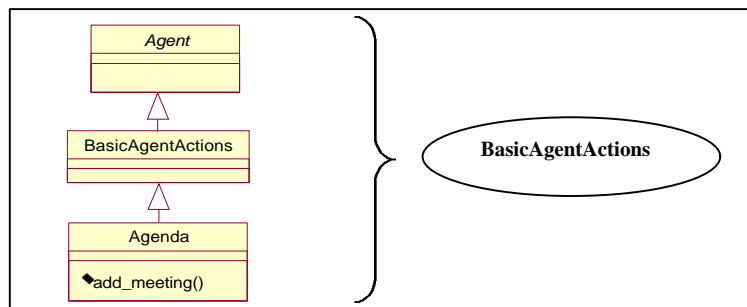 Agent
BasicAgentActions
Agenda
add_meeting()
BasicAgentActions